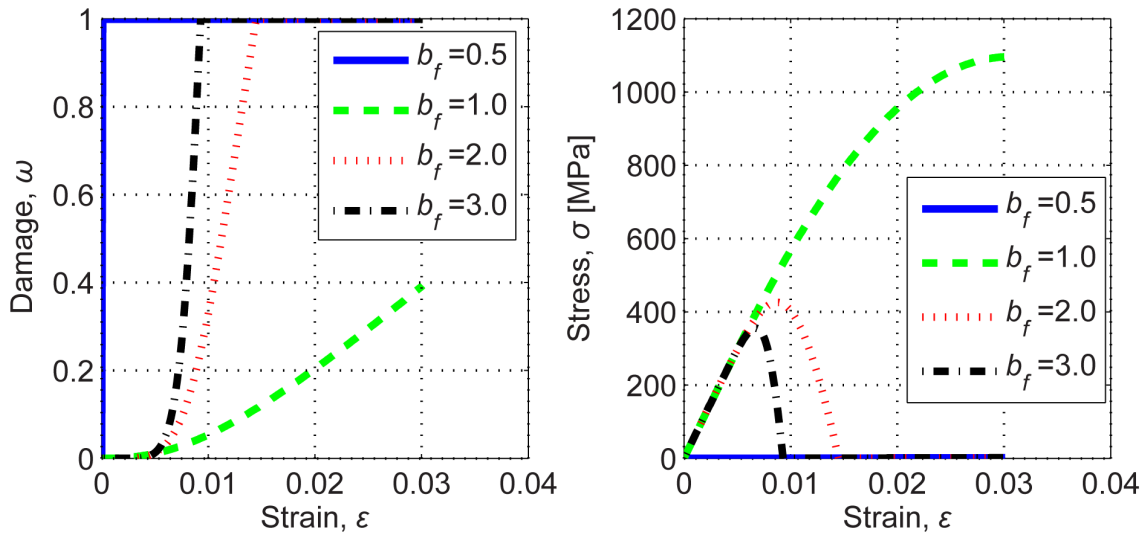 1
0.8
0.6
0.4
0.2
0
Damage, ω
0
0.01
0.02
0.03
0.04
Strain, ε
b_f=0.5
b_f=1.0
b_f=2.0
b_f=3.0
1200
1000
800
600
400
200
0
Stress, σ [MPa]
0
0.01
0.02
0.03
0.04
Strain, ε
b_f=0.5
b_f=1.0
b_f=2.0
b_f=3.0